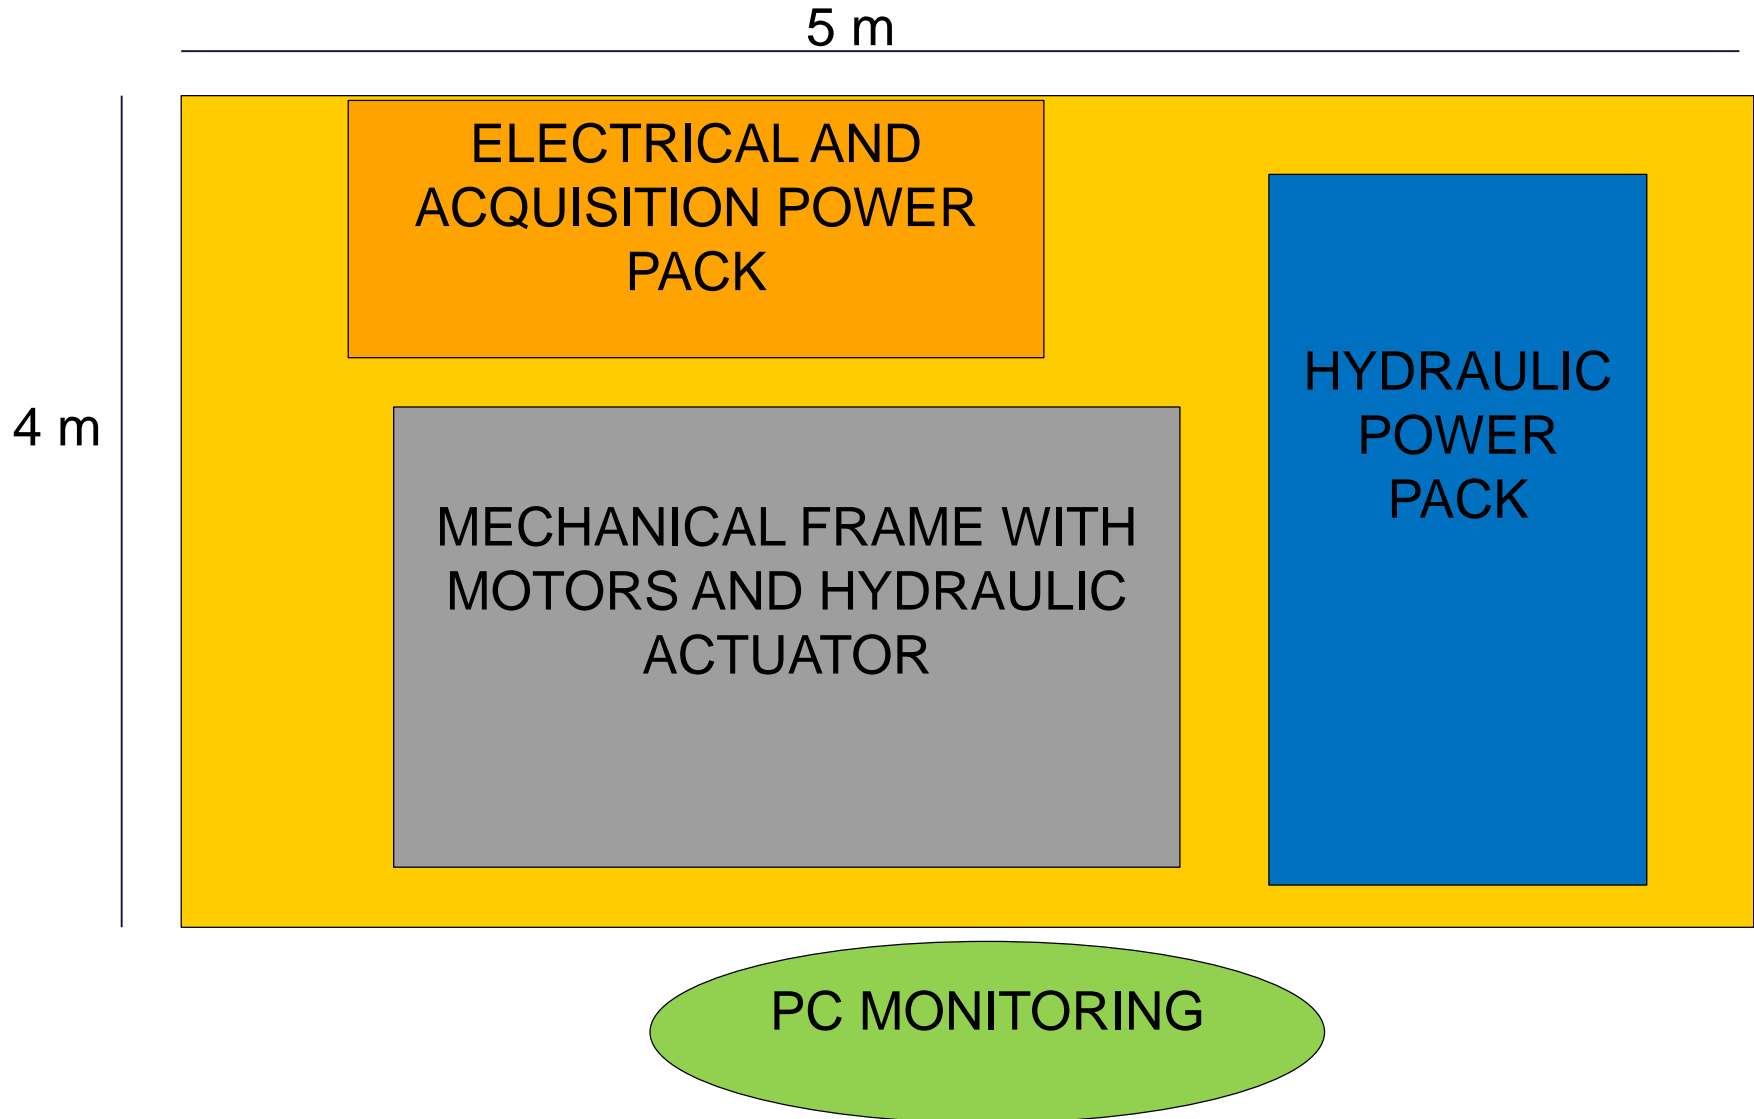 5 m
ELECTRICAL AND
ACQUISITION POWER
PACK
HYDRAULIC
POWER
PACK
4 m
MECHANICAL FRAME WITH
MOTORS AND HYDRAULIC
ACTUATOR
PC MONITORING